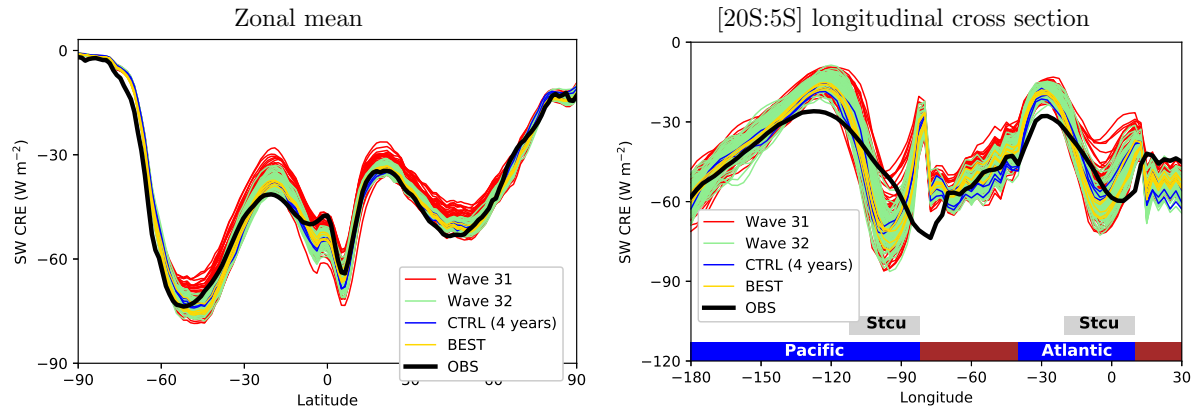 Zonal mean
0
−30
−60
−90
SW CRE (W m−2)
−90
−60
−30
0
30
60
90
Latitude
Wave 31
Wave 32
CTRL (4 years)
BEST
OBS
[20S:5S] longitudinal cross section
0
−30
−60
−90
−120
SW CRE (W m−2)
Wave 31
Wave 32
CTRL (4 years)
BEST
OBS
Stcu
Stcu
Pacific
Atlantic
−180
−150
−120
−90
−60
−30
0
30
Longitude